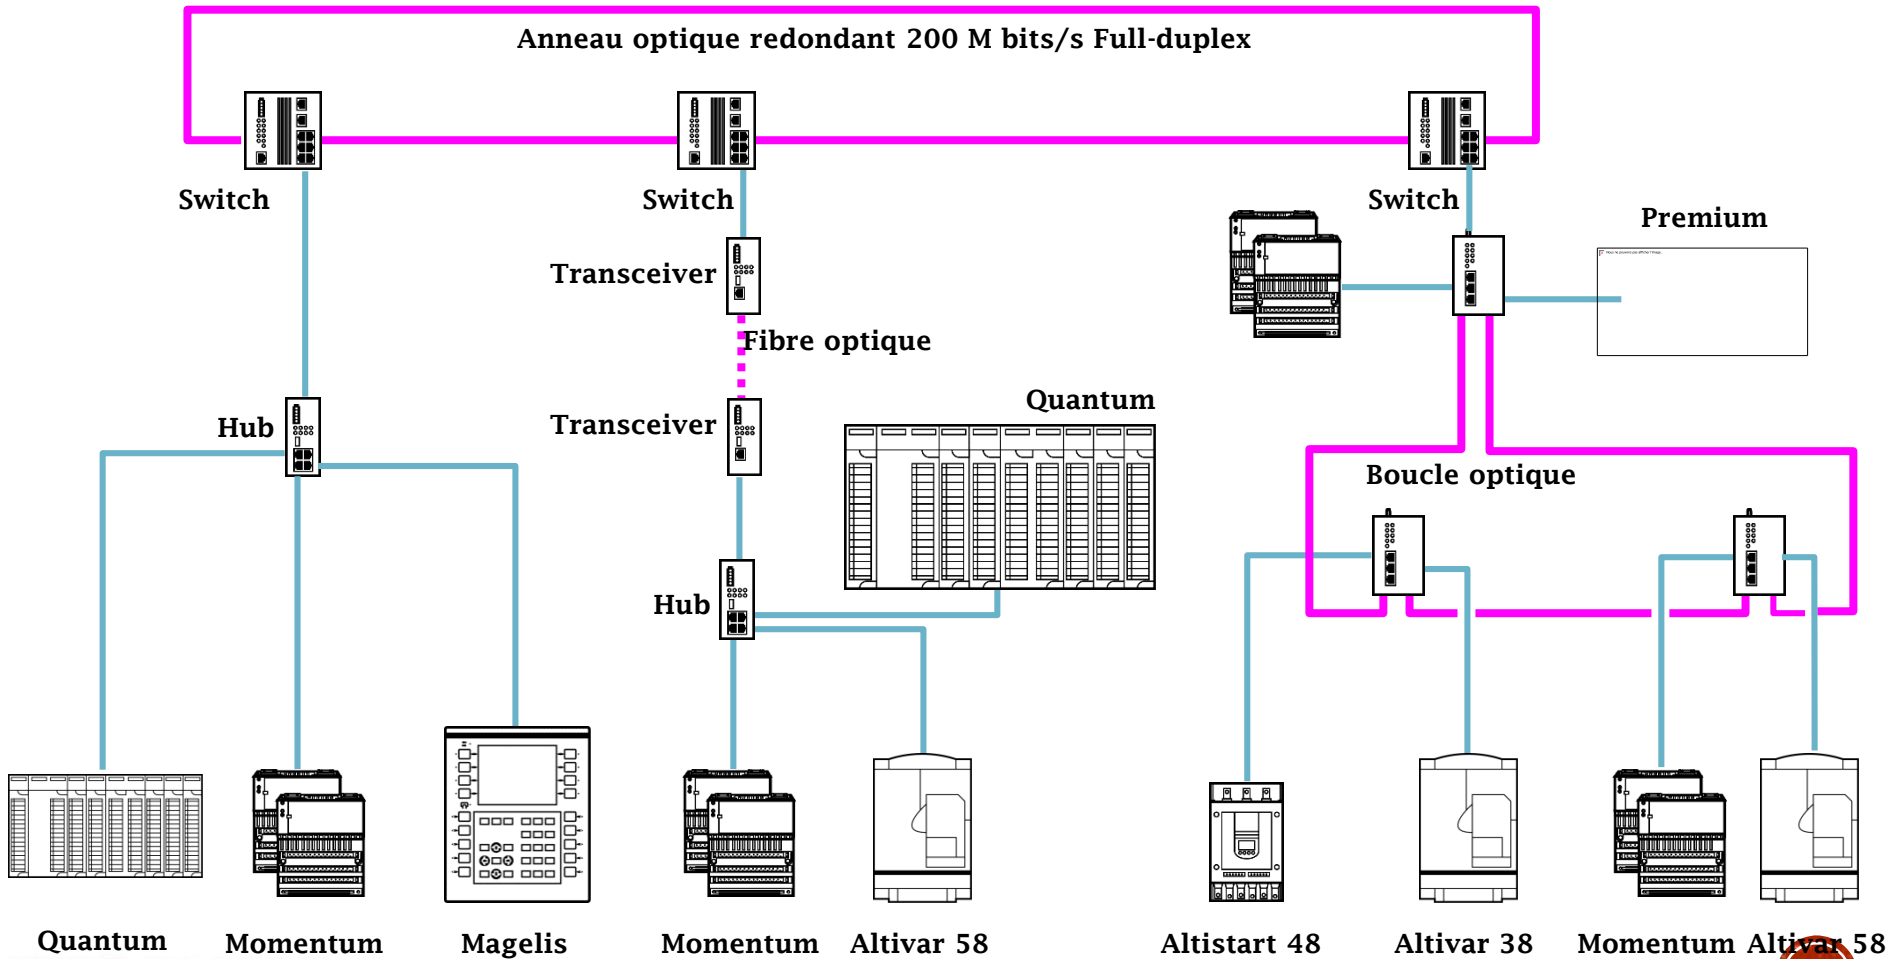 Anneau optique redondant 200 M bits/s Full-duplex
Switch
Switch
Switch
Premium
Transceiver
Fibre optique
Transceiver
Quantum
Hub
Boucle optique
Hub
Quantum
Momentum
Magelis
Momentum
Altivar 58
Altistart 48
Altivar 38
Momentum
Altivar 58